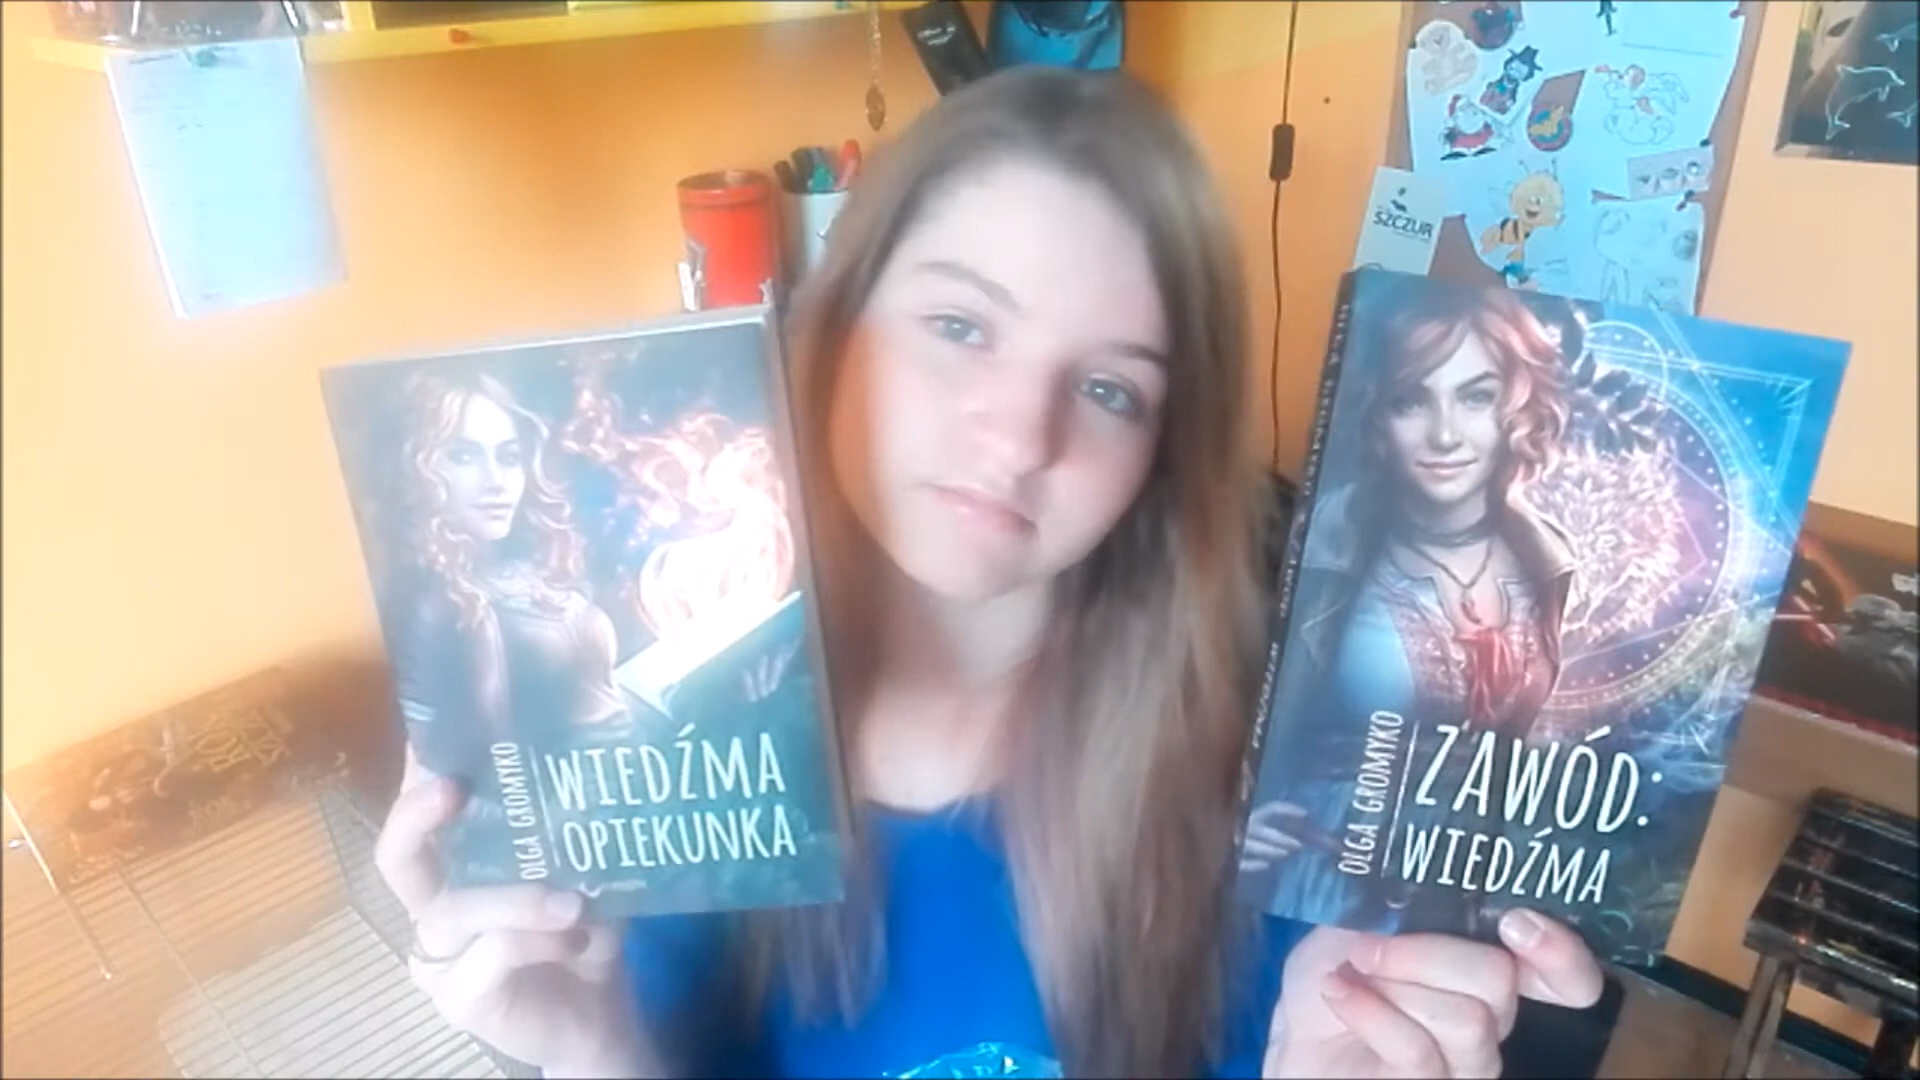 SZCZUR
OLGA GROMYKO
WIEDŹMA
OPIEKUNKA
OLGA GROMYKO
ZAWÓD:
WIEDŹMA